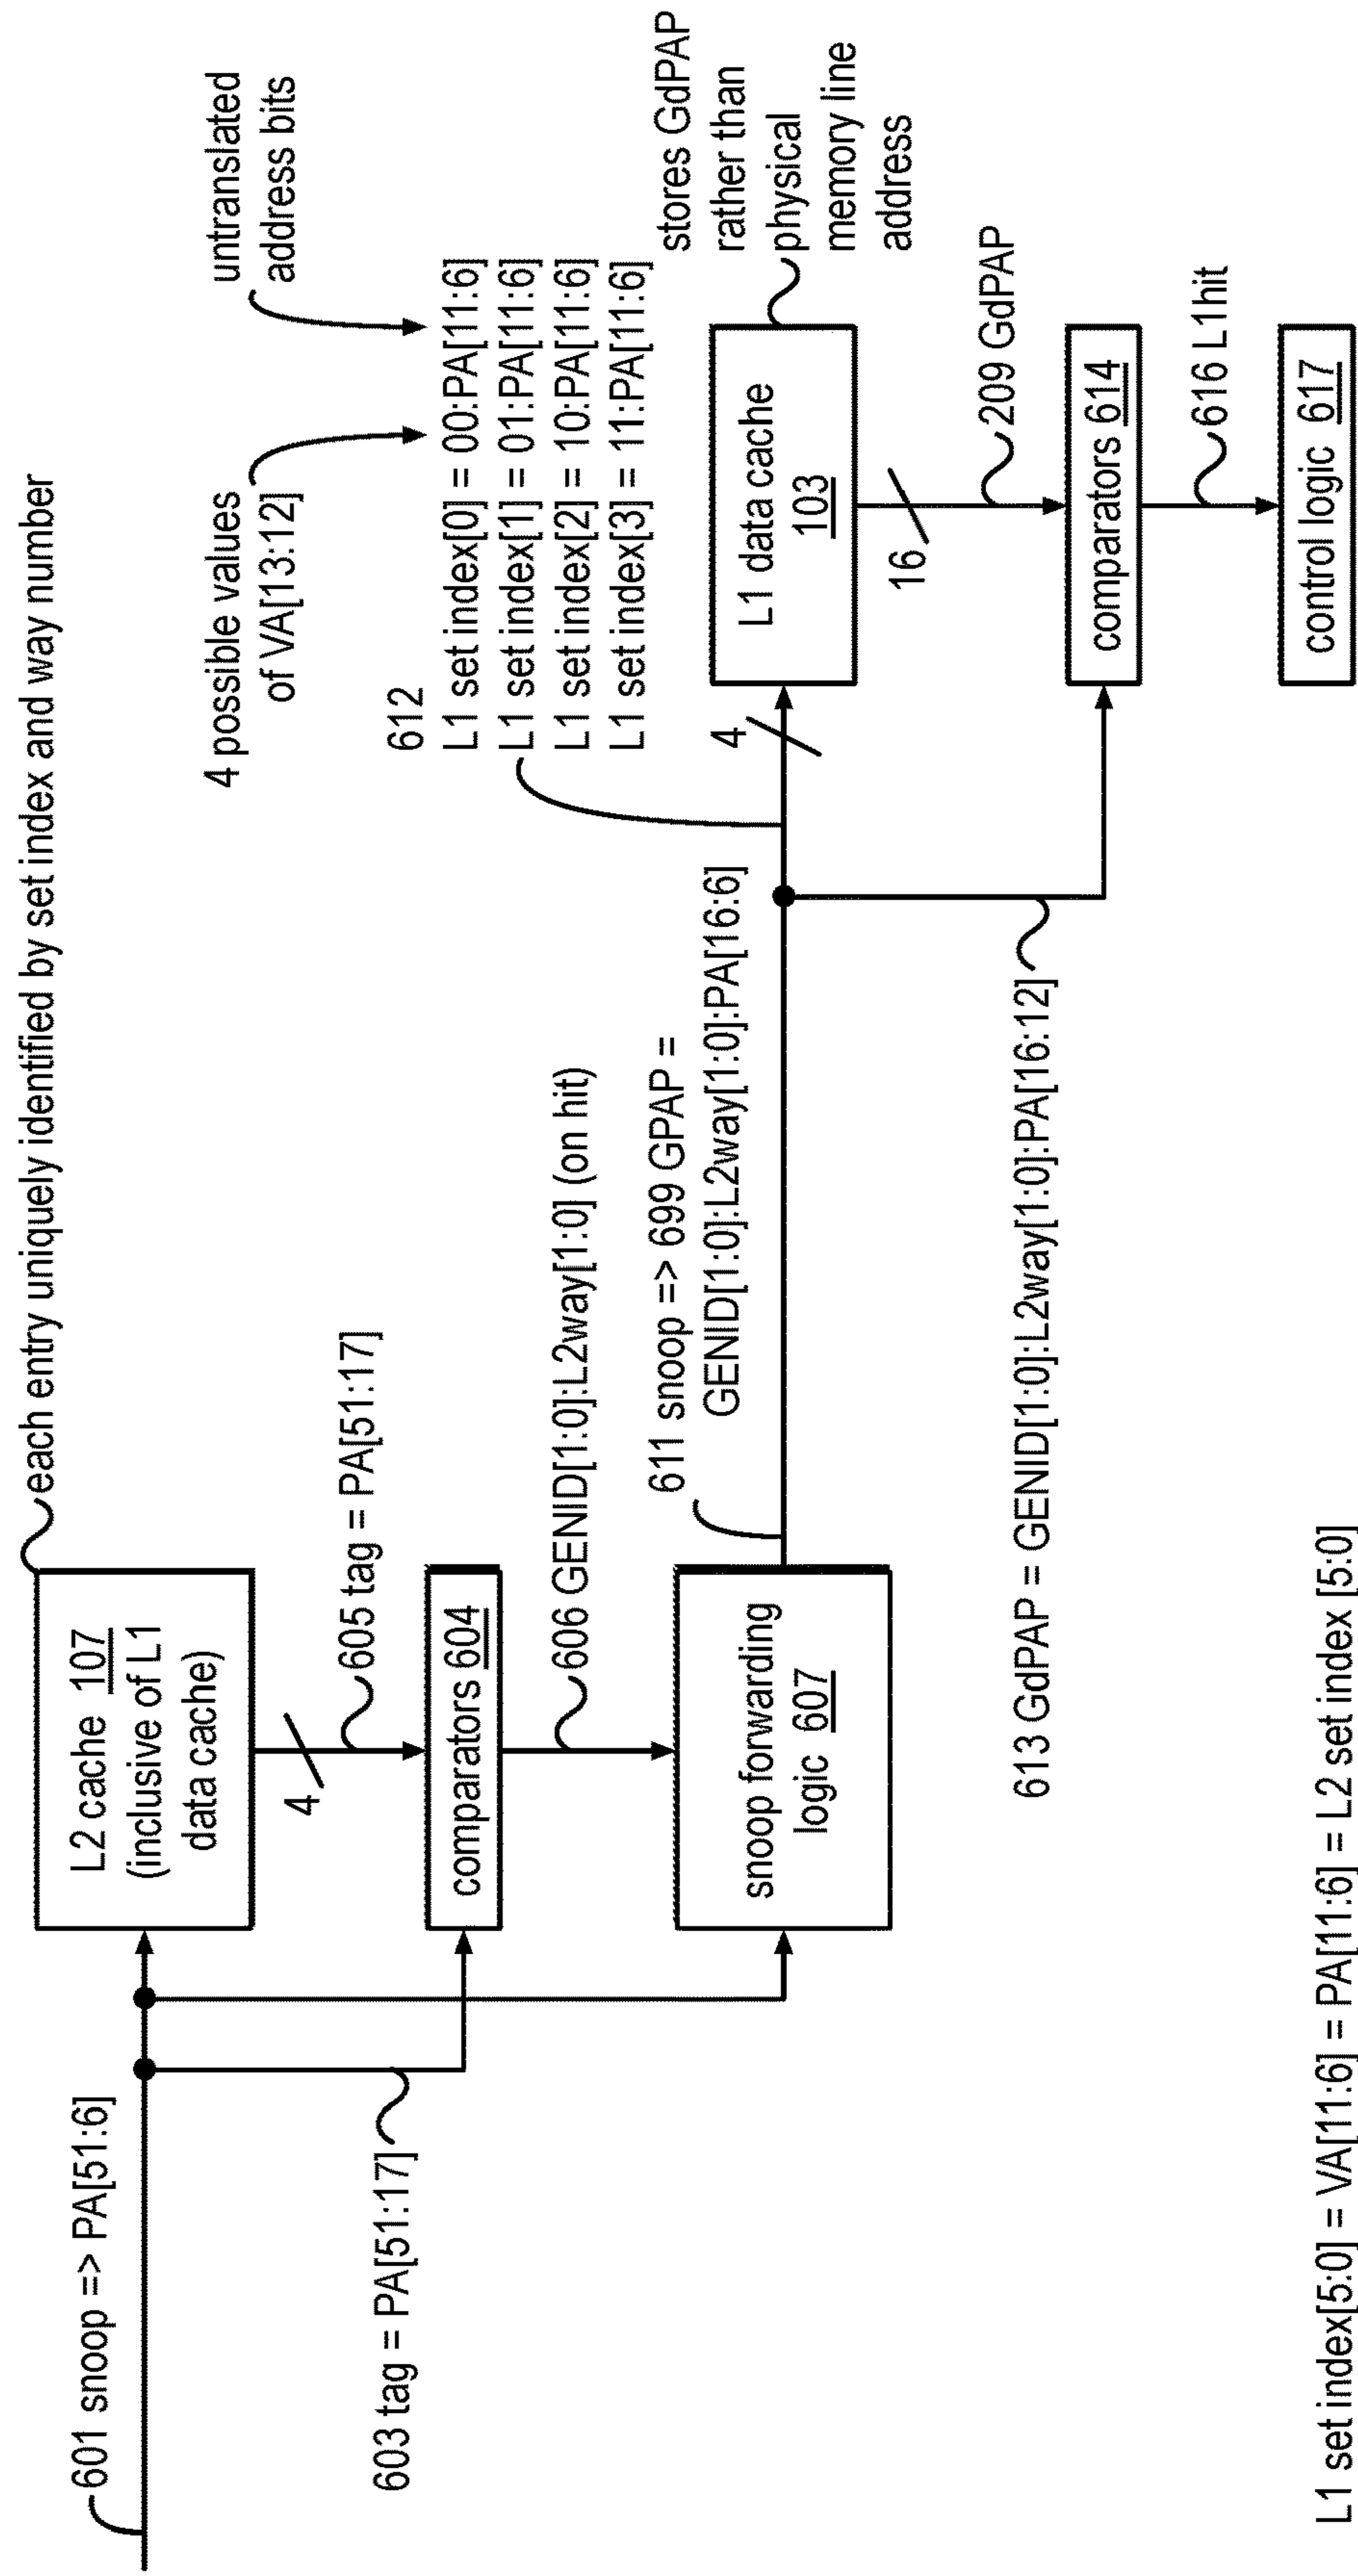 each entry uniquely identified by set index and way number
601 snoop => PA[51:6]
L2 cache 107
(inclusive of L1
data cache)
4
603 tag = PA[51:17]
605 tag = PA[51:17]
comparators 604
606 GENID[1:0]:L2way[1:0] (on hit)
snoop forwarding
logic 607
611 snoop => 699 GPAP =
GENID[1:0]:L2way[1:0]:PA[16:6]
4 possible values
of VA[13:12]
untranslated
address bits
612
L1 set index[0] = 00:PA[11:6]
L1 set index[1] = 01:PA[11:6]
L1 set index[2] = 10:PA[11:6]
L1 set index[3] = 11:PA[11:6]
4
L1 data cache
103
stores GdPAP
rather than
physical
memory line
address
16
209 GdPAP
613 GdPAP = GENID[1:0]:L2way[1:0]:PA[16:12]
comparators 614
616 L1hit
control logic 617
L1 set index[5:0] = VA[11:6] = PA[11:6] = L2 set index [5:0]